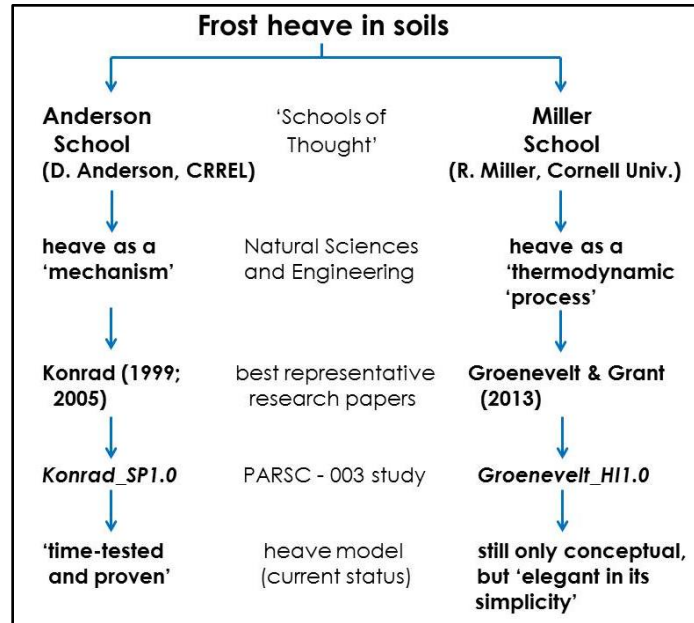 Frost heave in soils
Anderson
School
(D. Anderson, CRREL)
‘Schools of
Thought’
Miller
School
(R. Miller, Cornell Univ.)
heave as a
‘mechanism’
Natural Sciences
and Engineering
heave as a
‘thermodynamic
‘process’
Konrad (1999;
2005)
best representative
research papers
Groenevelt & Grant
(2013)
Konrad_SP1.0
PARSC - 003 study
Groenevelt_HI1.0
‘time-tested
and proven’
heave model
(current status)
still only conceptual,
but ‘elegant in its
simplicity’